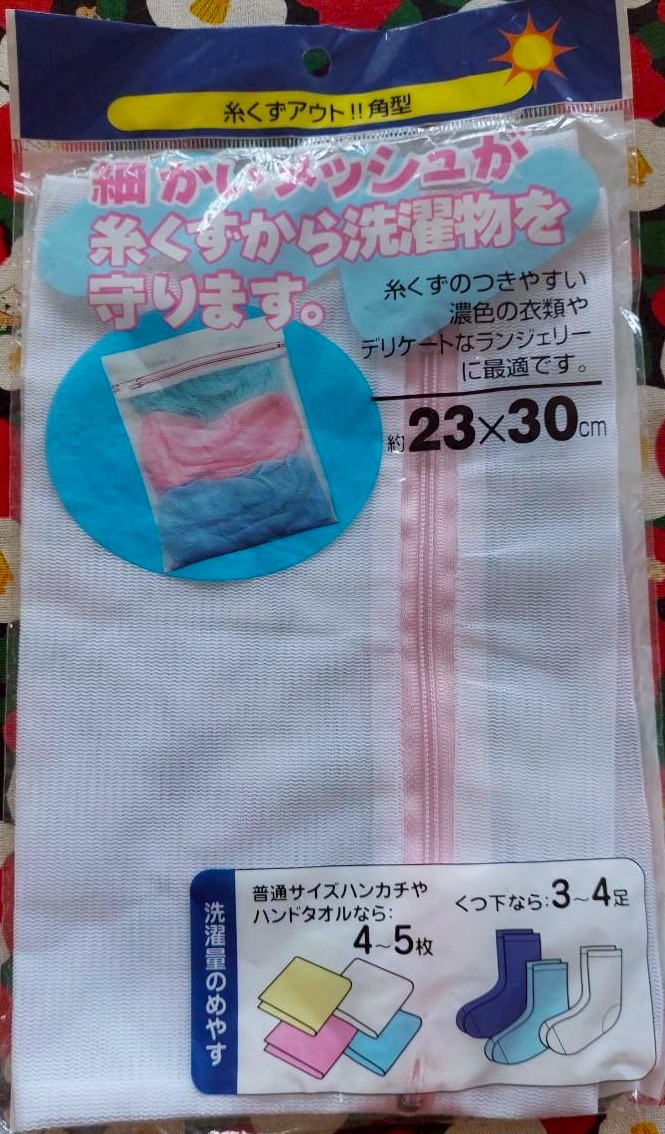 糸くずアウト!!角型
細かいメッシュが
糸くずから洗濯物を
守ります。
糸くずのつきやすい
濃色の衣類や
デリケートなランジェリー
に最適です。
約23×30cm
洗濯量のめやす
普通サイズハンカチや
ハンドタオルなら:
4~5枚
くつ下なら:3~4足